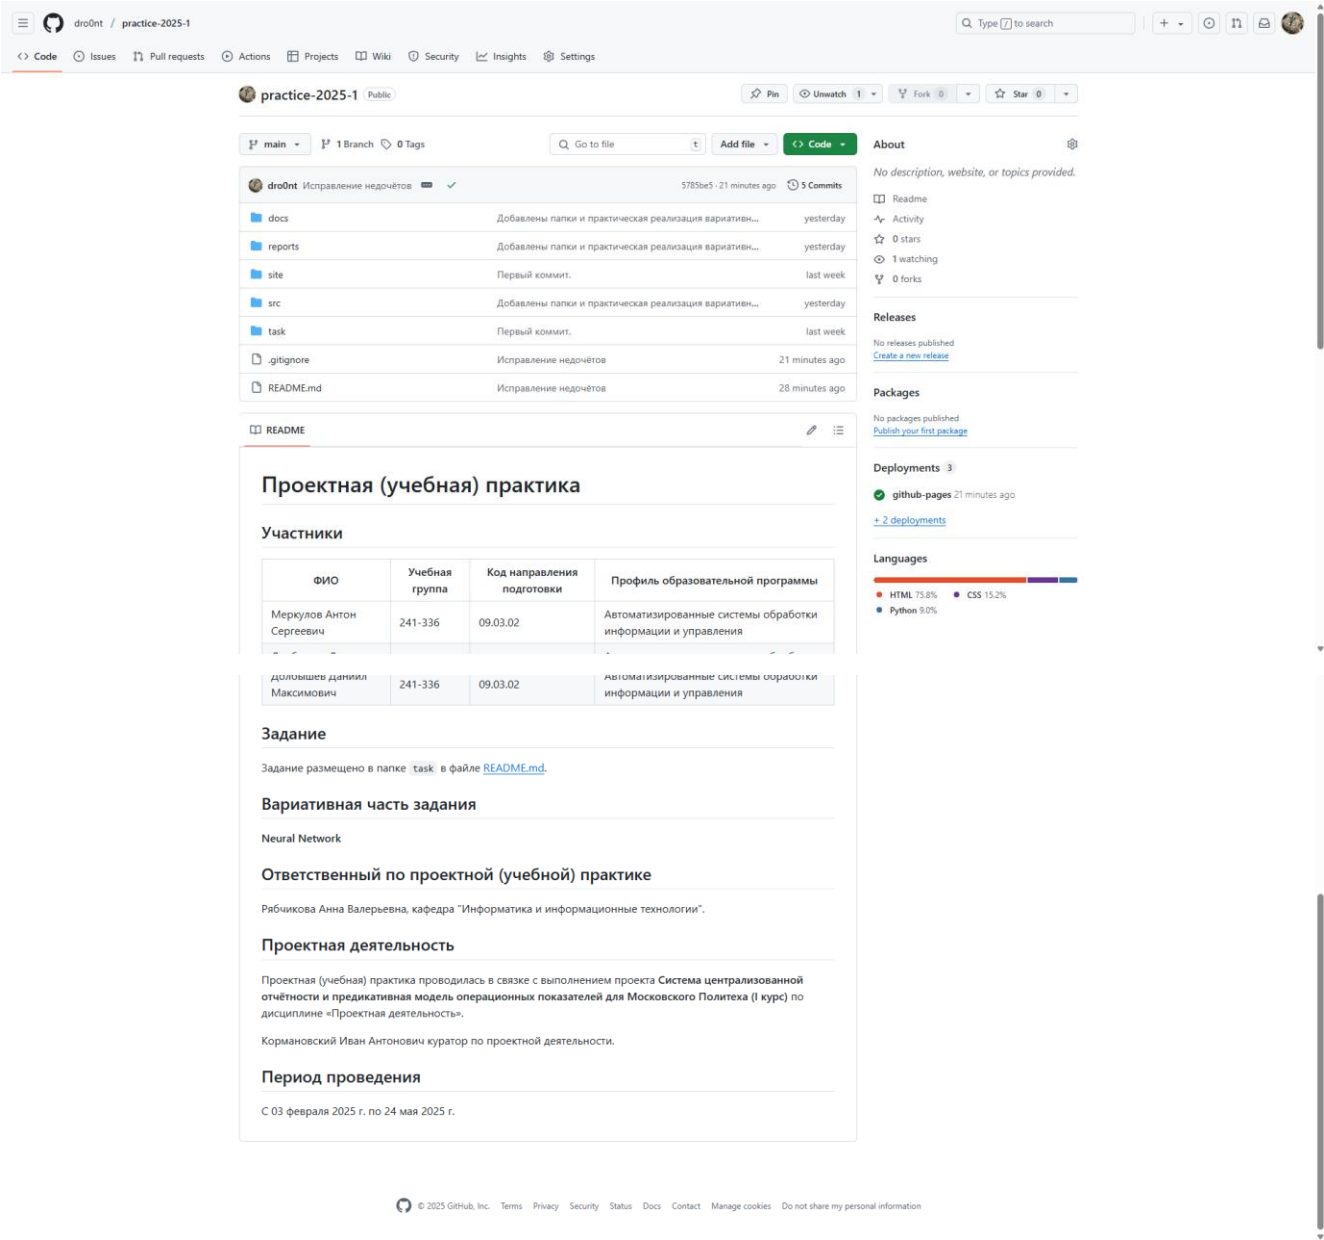 dro0nt / practice-2025-1
Type / to search
Code Issues Pull requests Actions Projects Wiki Security Insights Settings
practice-2025-1 Public
Pin Unwatch 1 Fork 0 Star 0
main 1 Branch 0 Tags
Go to file t
Add file Code
dro0nt Исправление недочётов 5785be5 · 21 minutes ago 5 Commits
docs Добавлены папки и практическая реализация вариативн... yesterday
reports Добавлены папки и практическая реализация вариативн... yesterday
site Первый коммит. last week
src Добавлены папки и практическая реализация вариативн... yesterday
task Первый коммит. last week
.gitignore Исправление недочётов 21 minutes ago
README.md Исправление недочётов 28 minutes ago
README
Проектная (учебная) практика
Участники
ФИО
Учебная
группа
Код направления
подготовки
Профиль образовательной программы
Меркулов Антон
Сергеевич
241-336
09.03.02
Автоматизированные системы обработки
информации и управления
Долбышев Даниил
Максимович
241-336
09.03.02
Автоматизированные системы обработки
информации и управления
Задание
Задание размещено в папке task в файле README.md.
Вариативная часть задания
Neural Network
Ответственный по проектной (учебной) практике
Рябчикова Анна Валерьевна, кафедра "Информатика и информационные технологии".
Проектная деятельность
Проектная (учебная) практика проводилась в связке с выполнением проекта Система централизованной
отчётности и предикативная модель операционных показателей для Московского Политеха (I курс) по
дисциплине «Проектная деятельность».
Кормановский Иван Антонович куратор по проектной деятельности.
Период проведения
С 03 февраля 2025 г. по 24 мая 2025 г.
About
No description, website, or topics provided.
Readme
Activity
0 stars
1 watching
0 forks
Releases
No releases published
Create a new release
Packages
No packages published
Publish your first package
Deployments 3
github-pages 21 minutes ago
+ 2 deployments
Languages
HTML 75.8% CSS 15.2%
Python 9.0%
© 2025 GitHub, Inc. Terms Privacy Security Status Docs Contact Manage cookies Do not share my personal information